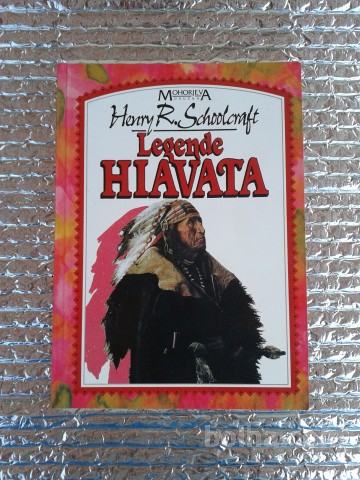 MOHORJEVA
Henry R. Schoolcraft
Legende
HIAVATA